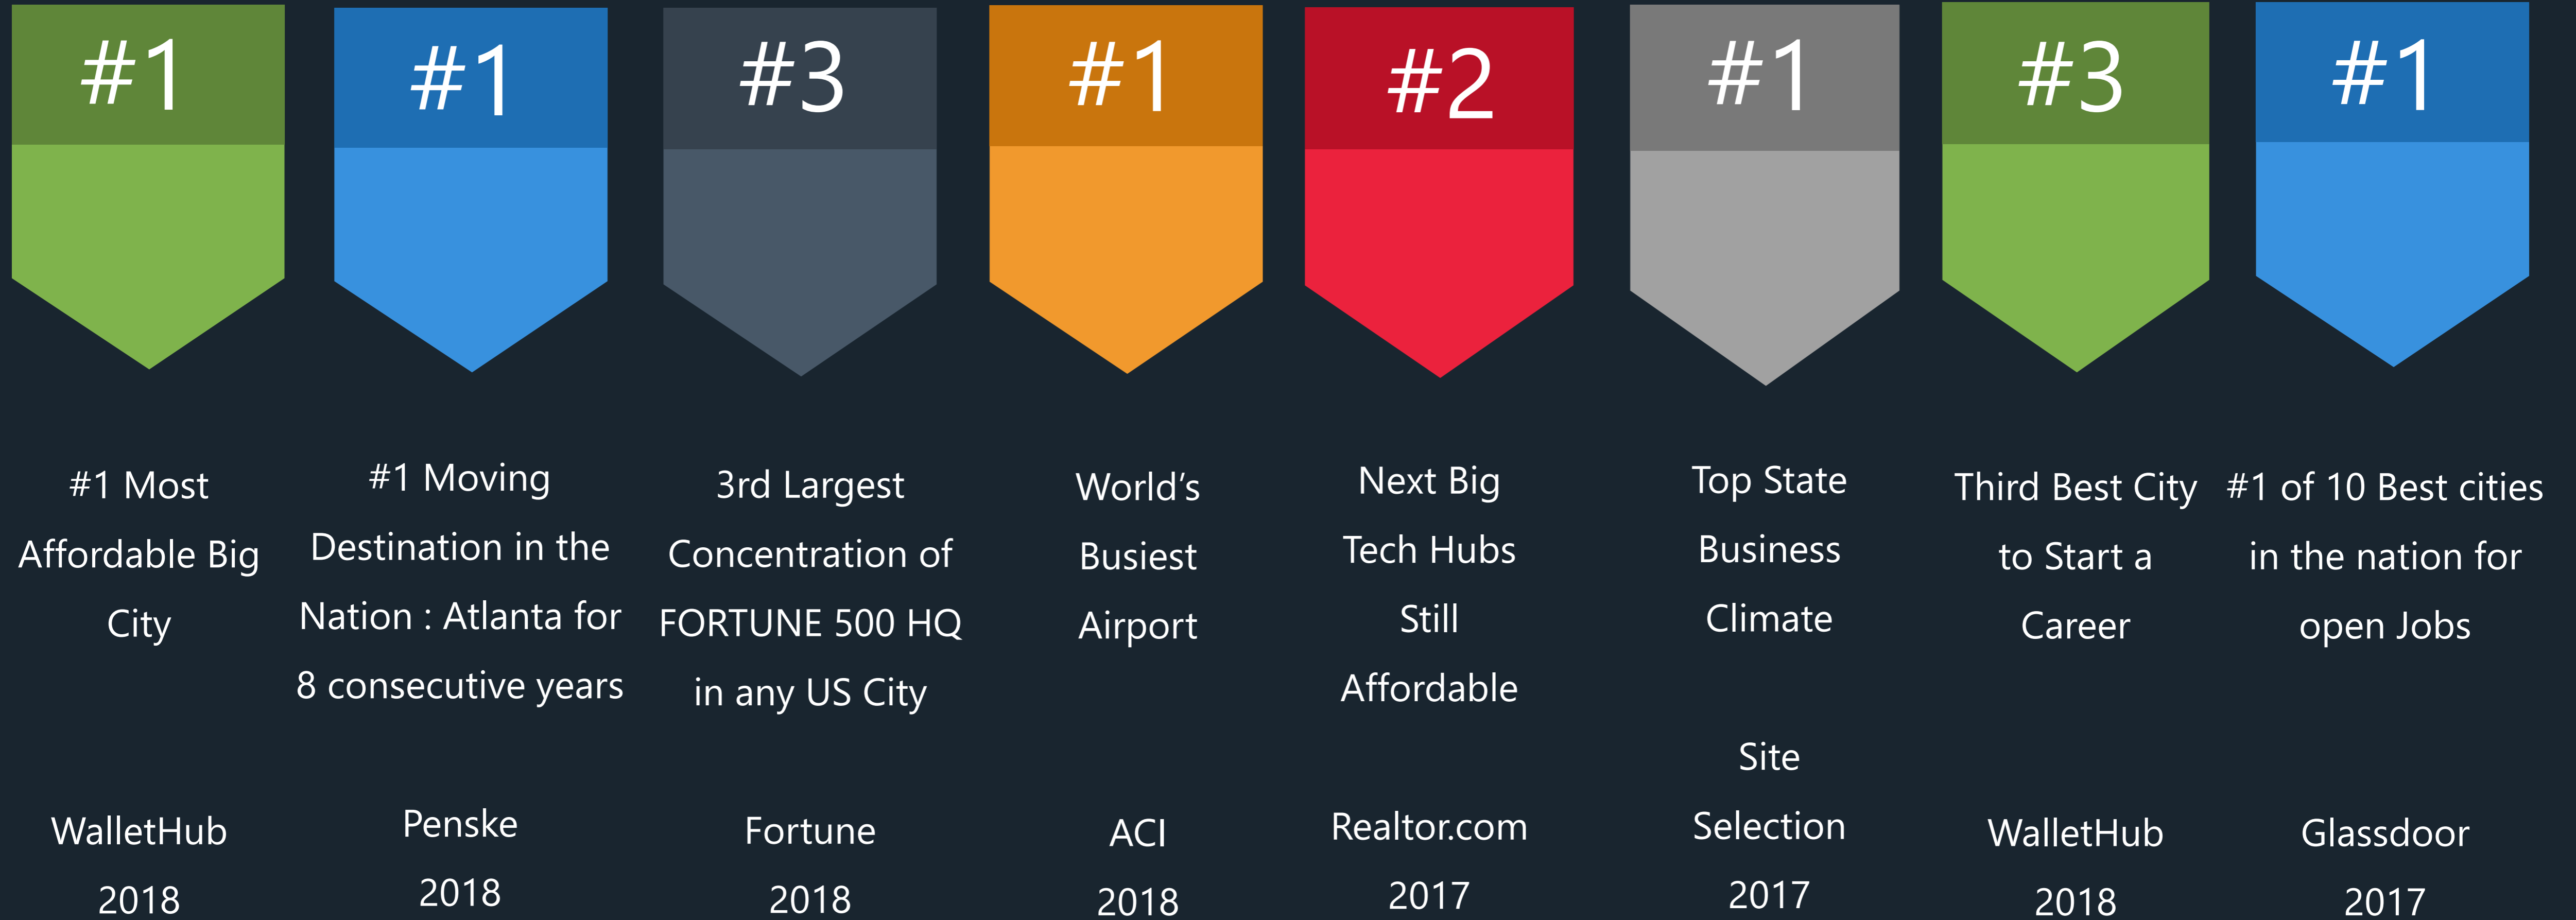 #1
#1
#3
#1
#2
#1
#3
#1
#1 Most
Affordable Big
City
WalletHub
2018
#1 Moving
Destination in the
Nation : Atlanta for
8 consecutive years
Penske
2018
3rd Largest
Concentration of
FORTUNE 500 HQ
in any US City
Fortune
2018
World’s
Busiest
Airport
ACI
2018
Next Big
Tech Hubs
Still
Affordable
Realtor.com
2017
Top State
Business
Climate
Site
Selection
2017
Third Best City
to Start a
Career
WalletHub
2018
#1 of 10 Best cities
in the nation for
open Jobs
Glassdoor
2017